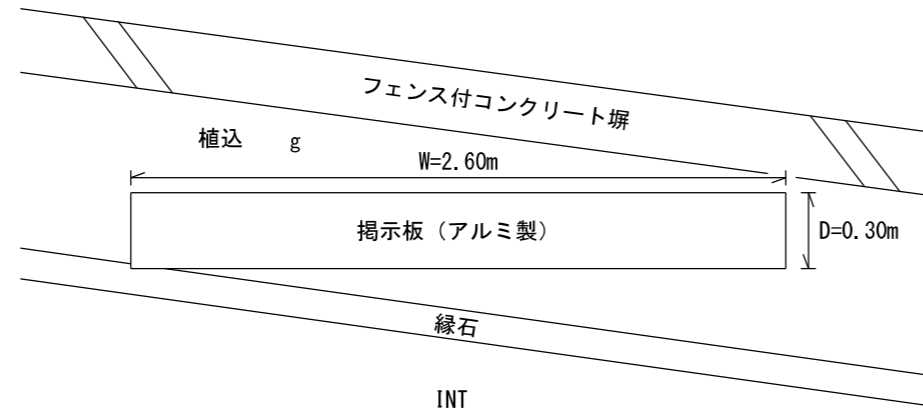 フェンス付コンクリート塀
植込 g
W=2.60m
掲示板（アルミ製）
D=0.30m
縁石
INT